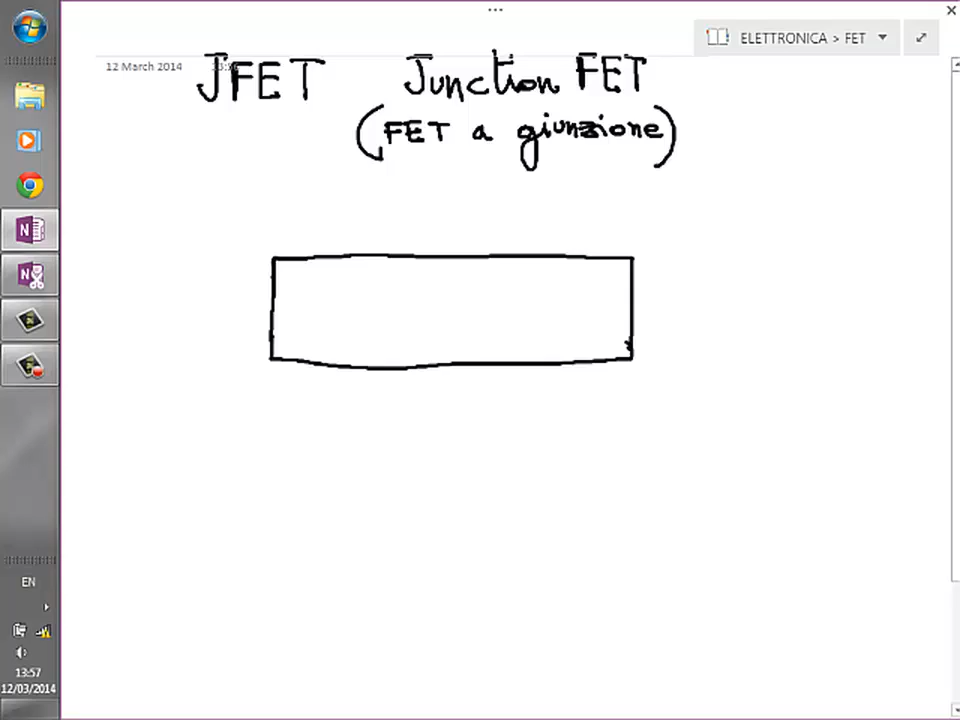 ELETTRONICA > FET
12 March 2014
JFET Junction FET
(FET a giunzione)
EN
13:57
12/03/2014